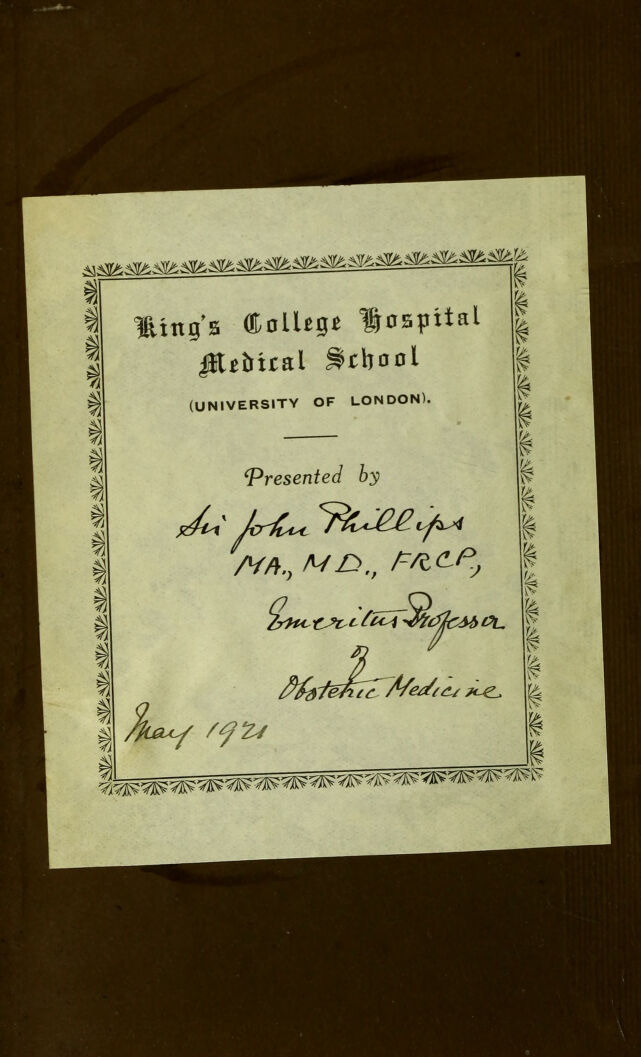 King's College Hospital
Medical School
(UNIVERSITY OF LONDON).
Presented by
Sir John Phillips
MA., M.D., FRCP.,
Emeritus Professor
of
Obstetric Medicine
May 1921